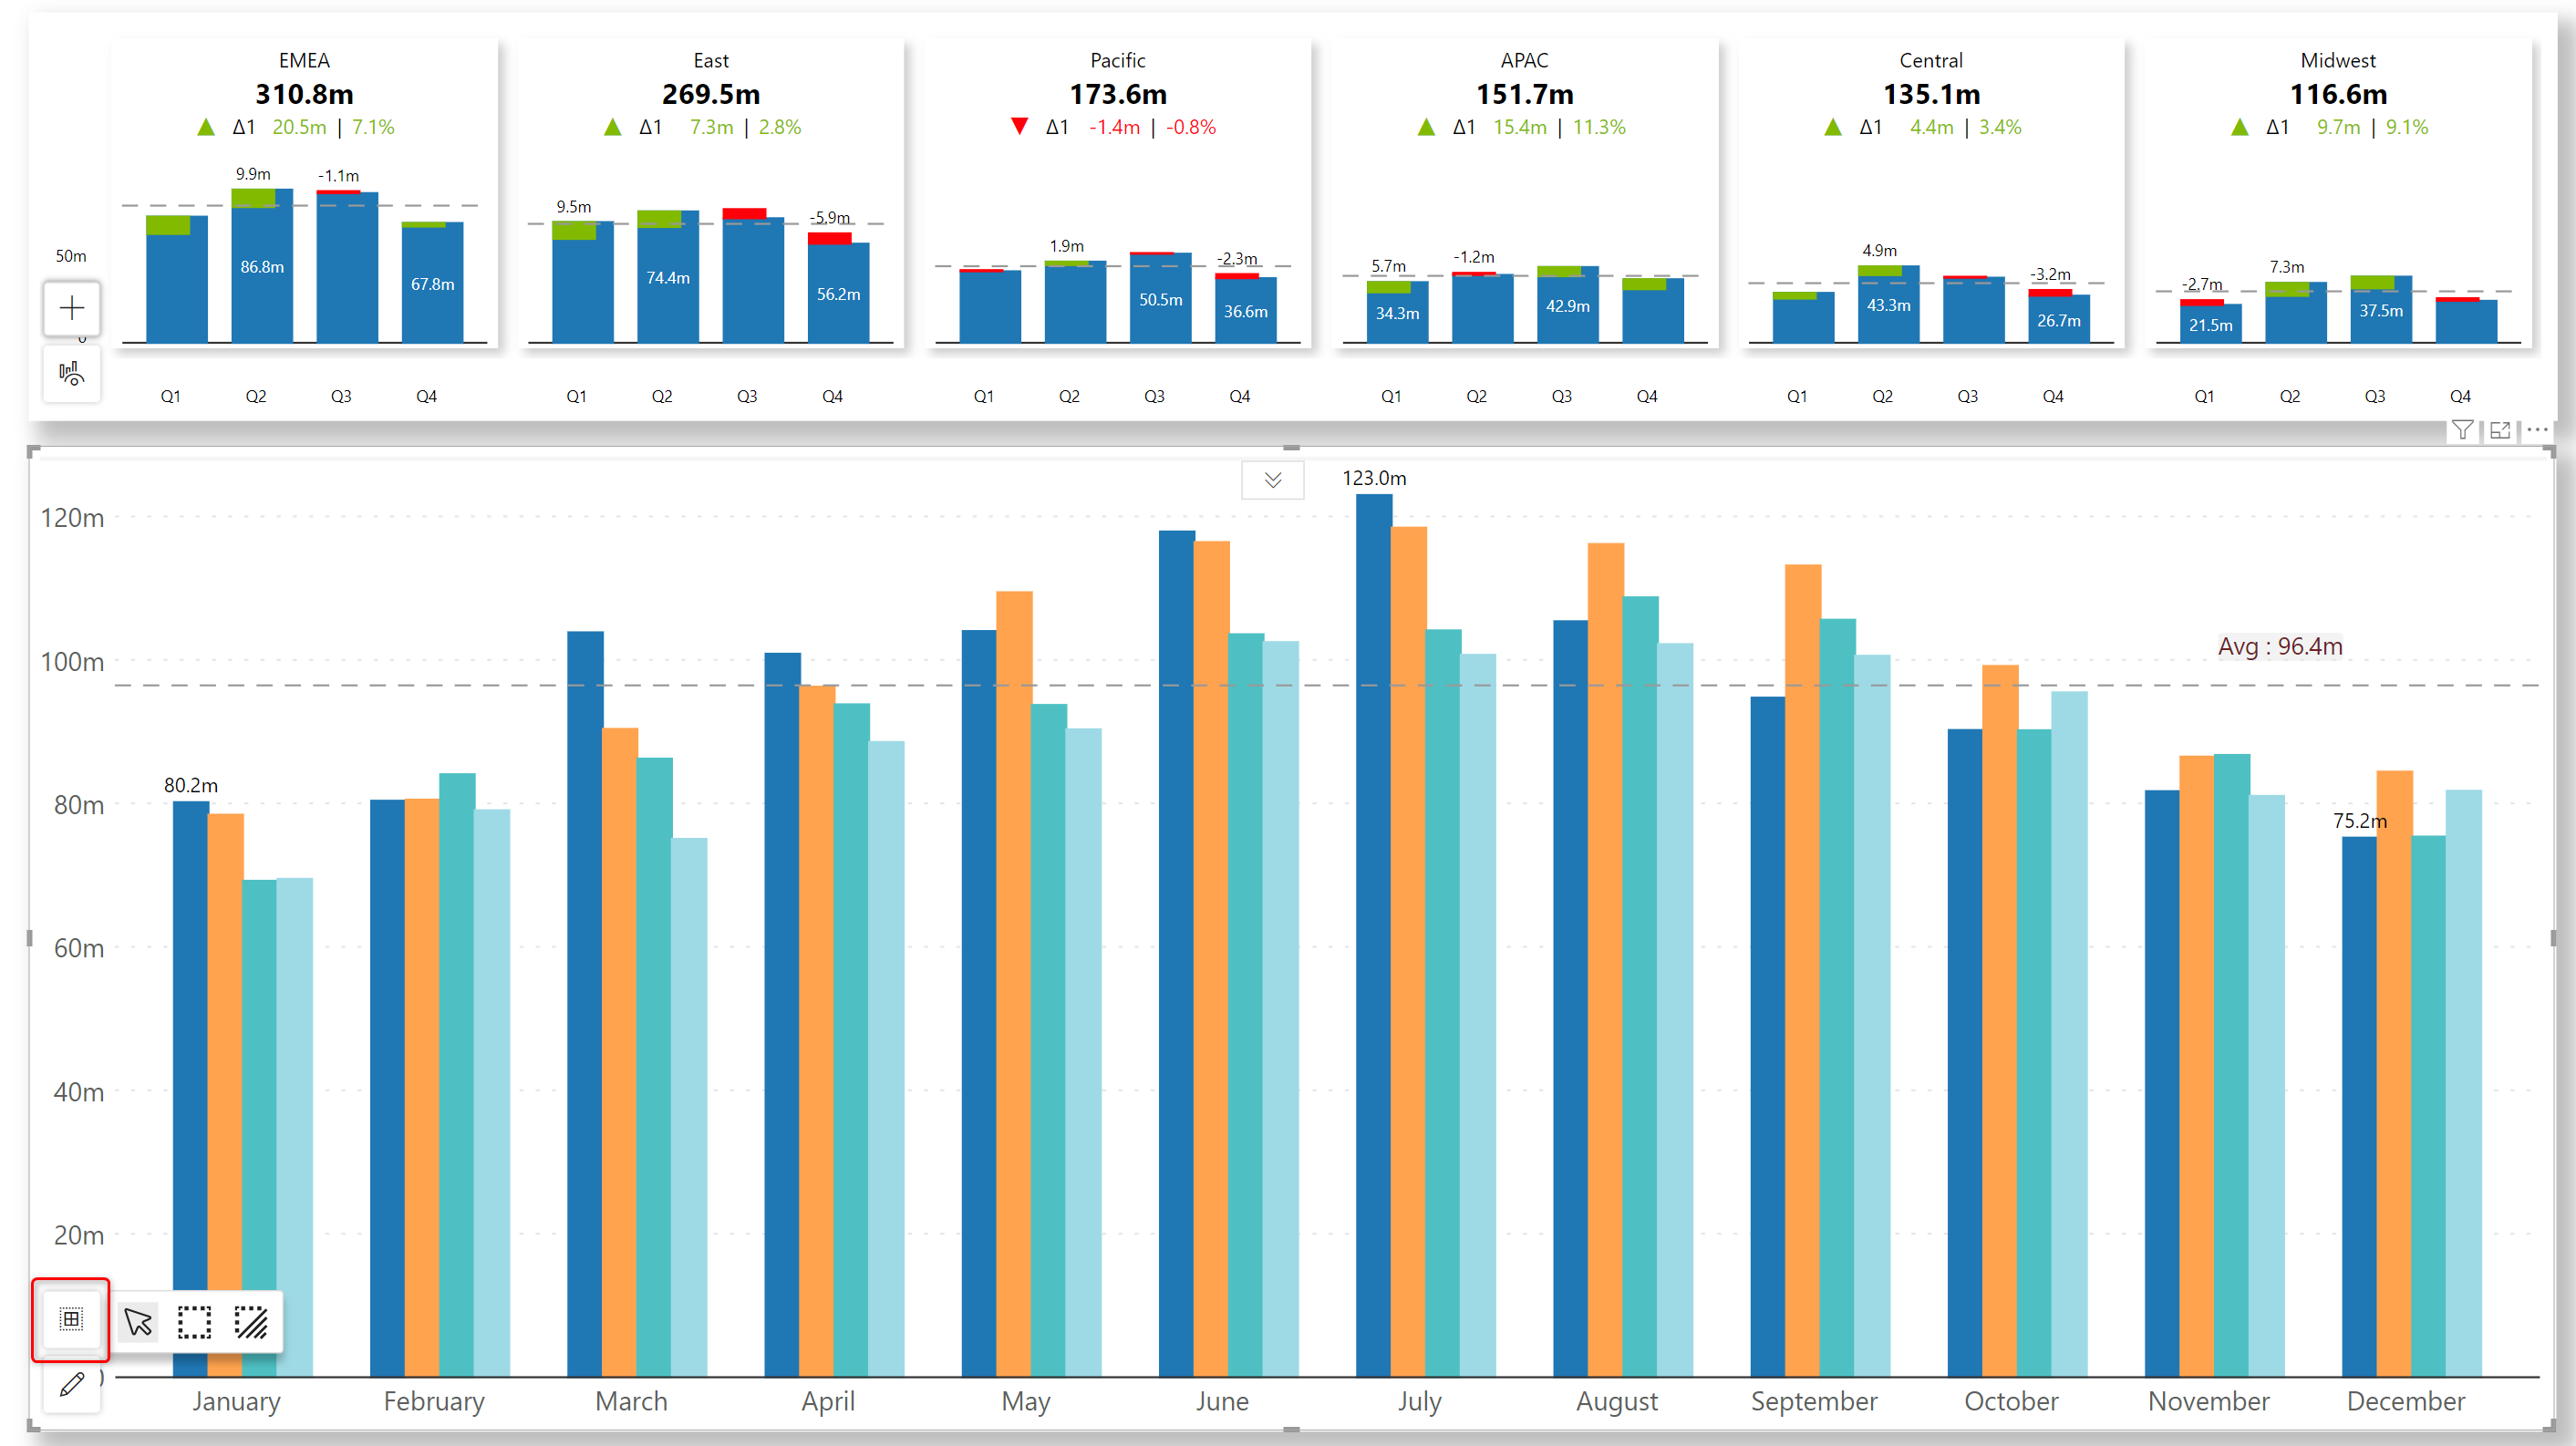 EMEA
310.8m
▲ Δ1 20.5m | 7.1%
9.9m
-1.1m
86.8m
67.8m
East
269.5m
▲ Δ1 7.3m | 2.8%
9.5m
-5.9m
74.4m
56.2m
Pacific
173.6m
▼ Δ1 -1.4m | -0.8%
1.9m
-2.3m
50.5m
36.6m
APAC
151.7m
▲ Δ1 15.4m | 11.3%
5.7m
-1.2m
34.3m
42.9m
Central
135.1m
▲ Δ1 4.4m | 3.4%
4.9m
-3.2m
43.3m
26.7m
Midwest
116.6m
▲ Δ1 9.7m | 9.1%
-2.7m
7.3m
21.5m
37.5m
50m
0
Q1 Q2 Q3 Q4
Q1 Q2 Q3 Q4
Q1 Q2 Q3 Q4
Q1 Q2 Q3 Q4
Q1 Q2 Q3 Q4
Q1 Q2 Q3 Q4
123.0m
120m
Avg : 96.4m
100m
80.2m
80m
75.2m
60m
40m
20m
January February March April May June July August September October November December